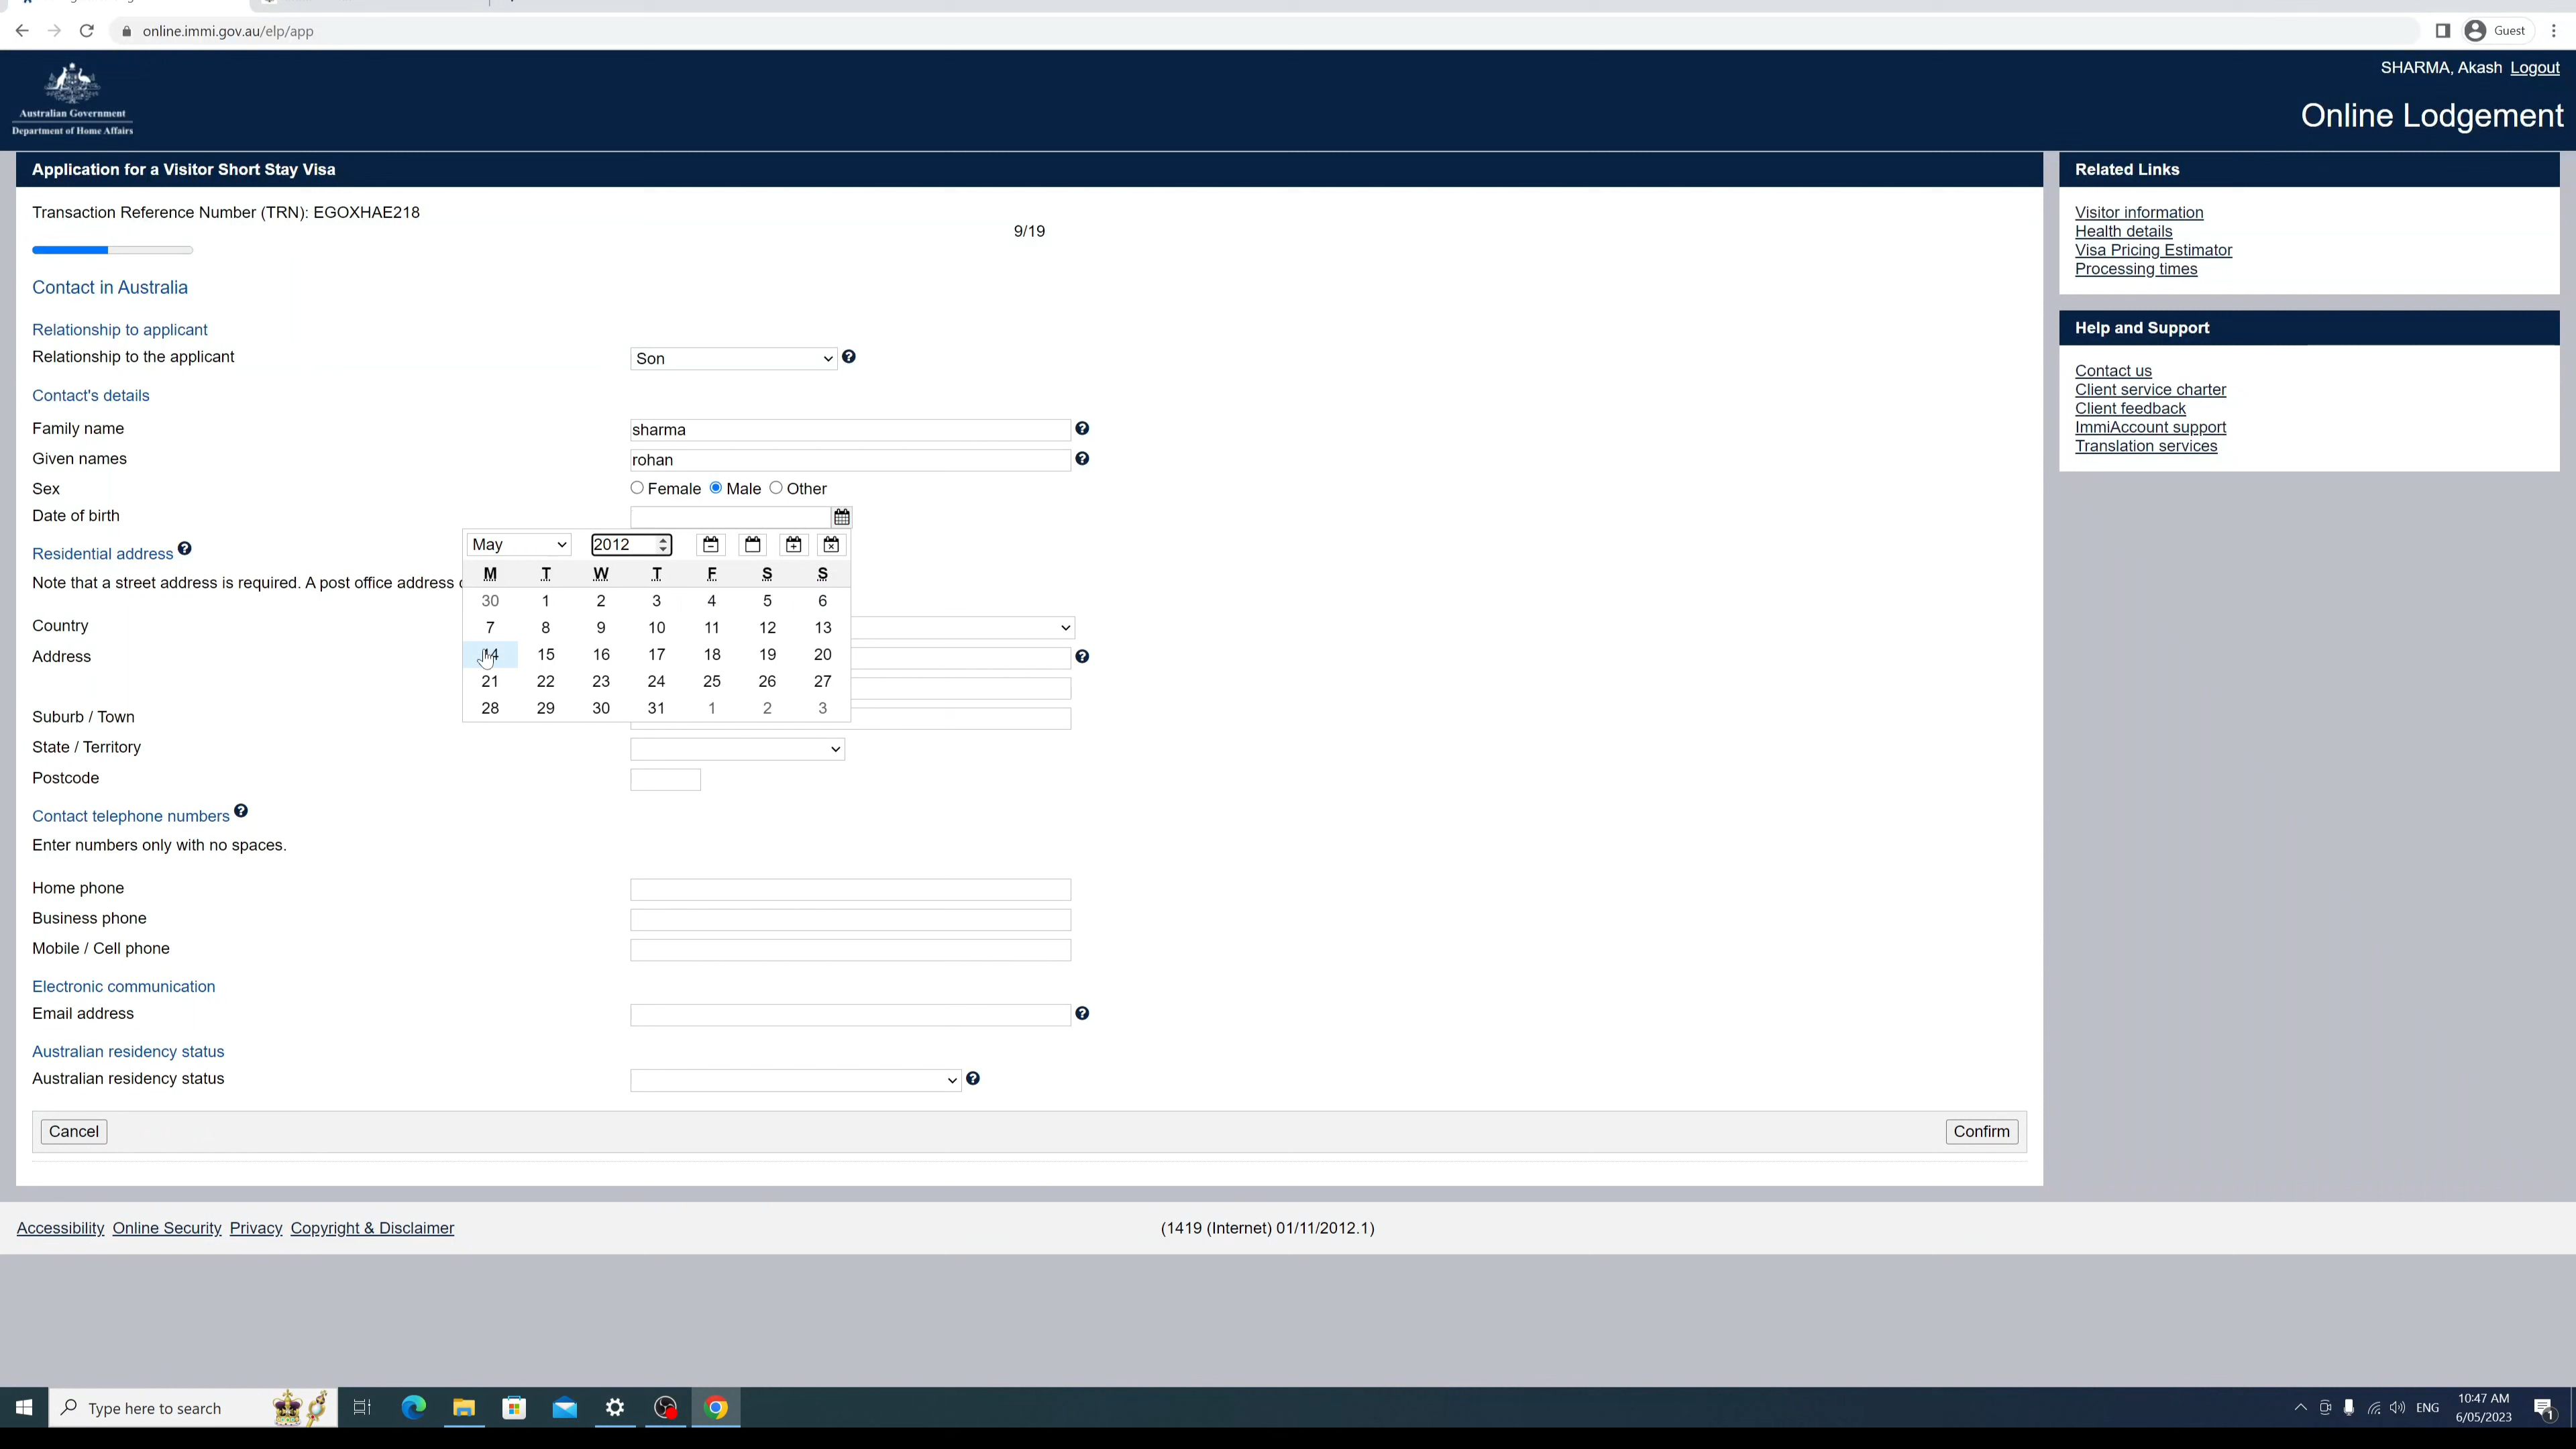 online.immi.gov.au/elp/app
Guest
Australian Government
Department of Home Affairs
SHARMA, Akash Logout
Online Lodgement
Application for a Visitor Short Stay Visa
Transaction Reference Number (TRN): EGOXHAE218
9/19
Contact in Australia
Relationship to applicant
Relationship to the applicant
Son
Contact's details
Family name
sharma
Given names
rohan
Sex
Female Male Other
Date of birth
May 2012
M T W T F S S
30 1 2 3 4 5 6
7 8 9 10 11 12 13
14 15 16 17 18 19 20
21 22 23 24 25 26 27
28 29 30 31 1 2 3
Residential address
Note that a street address is required. A post office address
Country
Address
Suburb / Town
State / Territory
Postcode
Contact telephone numbers
Enter numbers only with no spaces.
Home phone
Business phone
Mobile / Cell phone
Electronic communication
Email address
Australian residency status
Australian residency status
Cancel
Confirm
Related Links
Visitor information
Health details
Visa Pricing Estimator
Processing times
Help and Support
Contact us
Client service charter
Client feedback
ImmiAccount support
Translation services
Accessibility Online Security Privacy Copyright & Disclaimer
(1419 (Internet) 01/11/2012.1)
Type here to search
ENG
10:47 AM
6/05/2023
1